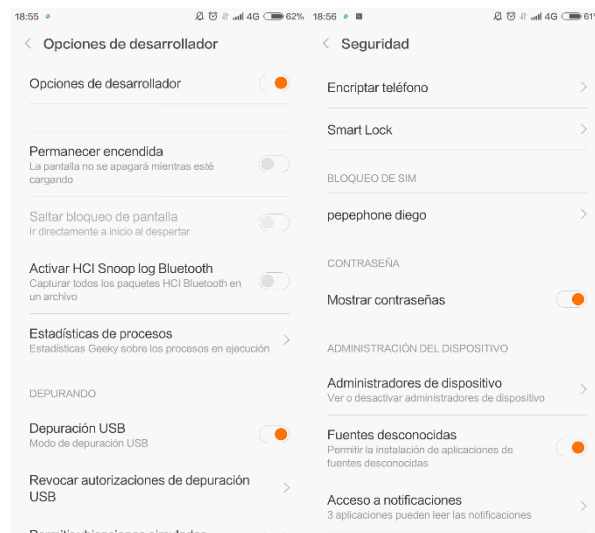 18:55
4G 62%
Opciones de desarrollador
Opciones de desarrollador
Permanecer encendida
La pantalla no se apagará mientras esté
cargando
Saltar bloqueo de pantalla
Ir directamente a inicio al despertar
Activar HCI Snoop log Bluetooth
Capturar todos los paquetes HCI Bluetooth en
un archivo
Estadísticas de procesos
Estadísticas Geeky sobre los procesos en ejecución
DEPURANDO
Depuración USB
Modo de depuración USB
Revocar autorizaciones de depuración
USB
18:56
4G 61%
Seguridad
Encriptar teléfono
Smart Lock
BLOQUEO DE SIM
pepephone diego
CONTRASEÑA
Mostrar contraseñas
ADMINISTRACIÓN DEL DISPOSITIVO
Administradores de dispositivo
Ver o desactivar administradores de dispositivo
Fuentes desconocidas
Permitir la instalación de aplicaciones de
fuentes desconocidas
Acceso a notificaciones
3 aplicaciones pueden leer las notificaciones